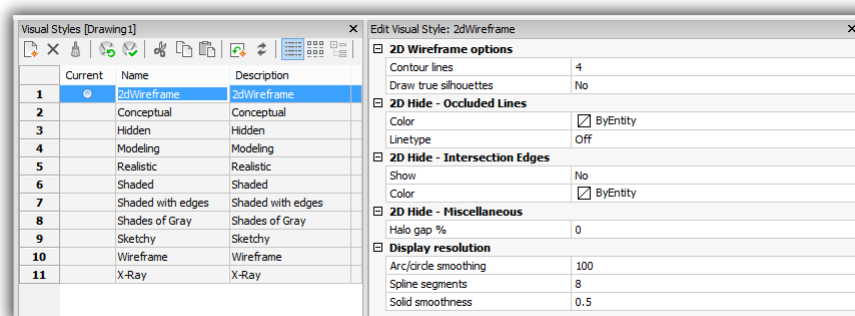 Visual Styles [Drawing1]
Current Name Description
1 2dWireframe 2dWireframe
2 Conceptual Conceptual
3 Hidden Hidden
4 Modeling Modeling
5 Realistic Realistic
6 Shaded Shaded
7 Shaded with edges Shaded with edges
8 Shades of Gray Shades of Gray
9 Sketchy Sketchy
10 Wireframe Wireframe
11 X-Ray X-Ray
Edit Visual Style: 2dWireframe
2D Wireframe options
Contour lines 4
Draw true silhouettes No
2D Hide - Occluded Lines
Color ByEntity
Linetype Off
2D Hide - Intersection Edges
Show No
Color ByEntity
2D Hide - Miscellaneous
Halo gap % 0
Display resolution
Arc/circle smoothing 100
Spline segments 8
Solid smoothness 0.5